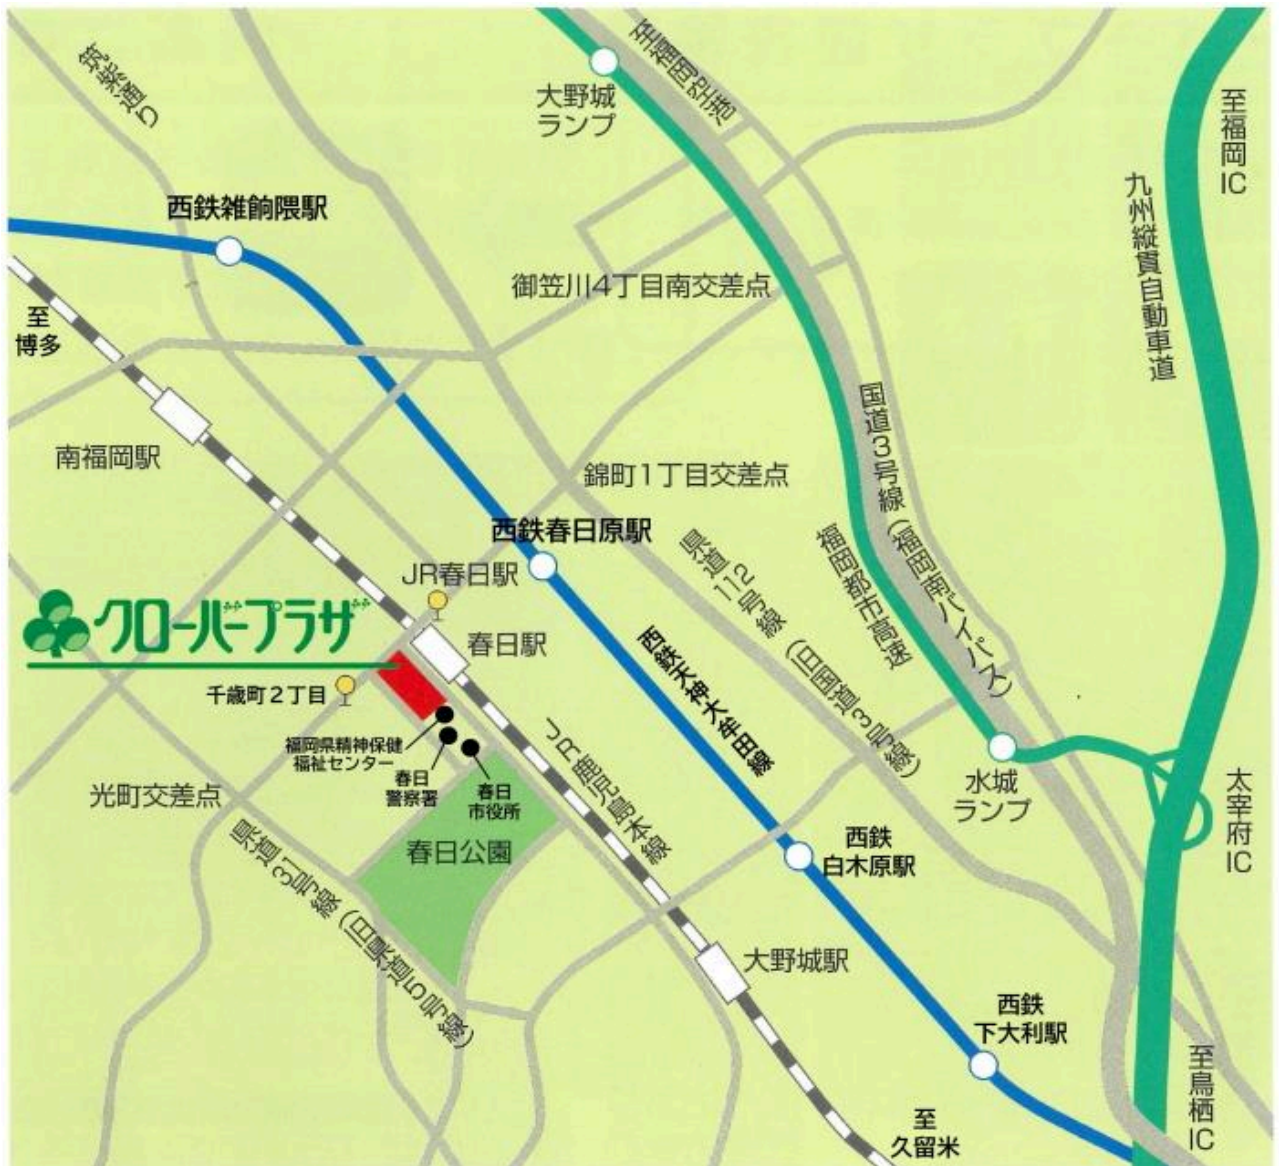 筑紫通り
至福岡空港
大野城
ランプ
至福岡IC
九州縦貫自動車道
西鉄雑餉隈駅
御笠川4丁目南交差点
至
博多
国道3号線(福岡南バイパス)
南福岡駅
錦町1丁目交差点
西鉄春日原駅
県道112号線(旧国道3号線)
福岡都市高速
JR春日駅
クローバープラザ
春日駅
西鉄天神大牟田線
千歳町2丁目
福岡県精神保健
福祉センター
春日
警察署
春日
市役所
JR鹿児島本線
水城
ランプ
太宰府IC
光町交差点
県道31号線(旧県道5号線)
春日公園
西鉄
白木原駅
大野城駅
西鉄
下大利駅
至鳥栖IC
至
久留米